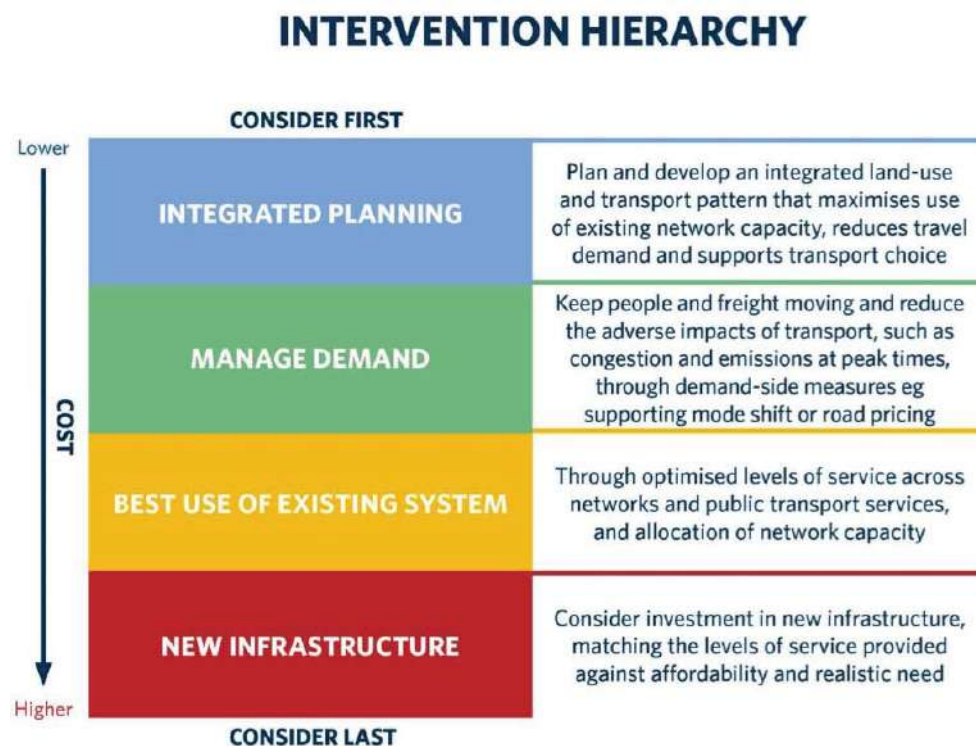 INTERVENTION HIERARCHY
CONSIDER FIRST
Lower
INTEGRATED PLANNING
Plan and develop an integrated land-use
and transport pattern that maximises use
of existing network capacity, reduces travel
demand and supports transport choice
MANAGE DEMAND
Keep people and freight moving and reduce
the adverse impacts of transport, such as
congestion and emissions at peak times,
through demand-side measures eg
supporting mode shift or road pricing
COST
BEST USE OF EXISTING SYSTEM
Through optimised levels of service across
networks and public transport services,
and allocation of network capacity
NEW INFRASTRUCTURE
Consider investment in new infrastructure,
matching the levels of service provided
against affordability and realistic need
Higher
CONSIDER LAST